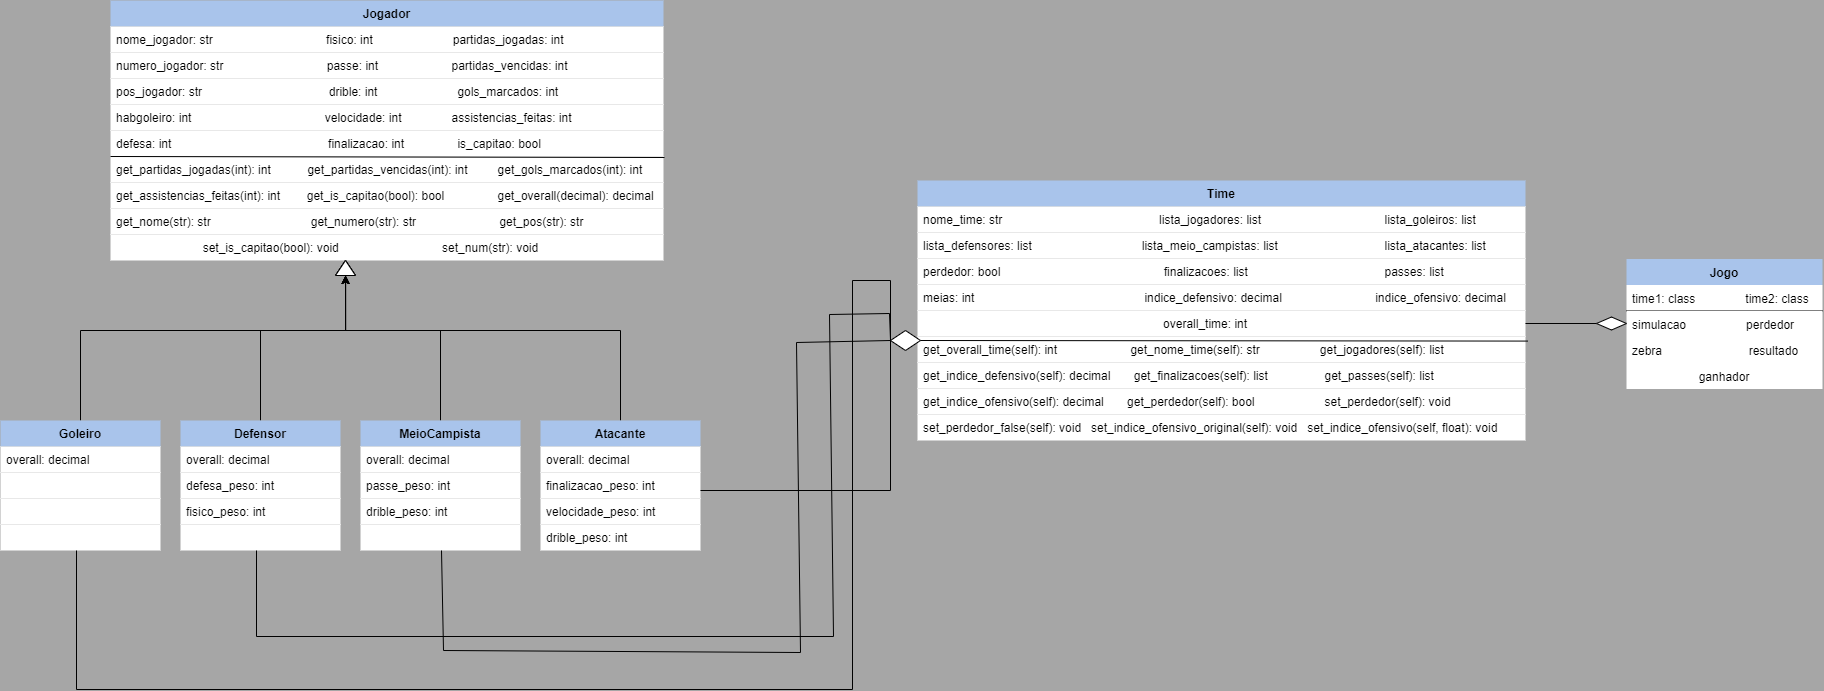 Jogador
nome_jogador: str fisico: int partidas_jogadas: int
numero_jogador: str passe: int partidas_vencidas: int
pos_jogador: str drible: int gols_marcados: int
habgoleiro: int velocidade: int assistencias_feitas: int
defesa: int finalizacao: int is_capitao: bool
get_partidas_jogadas(int): int get_partidas_vencidas(int): int get_gols_marcados(int): int
get_assistencias_feitas(int): int get_is_capitao(bool): bool get_overall(decimal): decimal
get_nome(str): str get_numero(str): str get_pos(str): str
set_is_capitao(bool): void set_num(str): void
Time
nome_time: str lista_jogadores: list lista_goleiros: list
lista_defensores: list lista_meio_campistas: list lista_atacantes: list
perdedor: bool finalizacoes: list passes: list
meias: int indice_defensivo: decimal indice_ofensivo: decimal
overall_time: int
get_overall_time(self): int get_nome_time(self): str get_jogadores(self): list
get_indice_defensivo(self): decimal get_finalizacoes(self): list get_passes(self): list
get_indice_ofensivo(self): decimal get_perdedor(self): bool set_perdedor(self): void
set_perdedor_false(self): void set_indice_ofensivo_original(self): void set_indice_ofensivo(self, float): void
Jogo
time1: class time2: class
simulacao perdedor
zebra resultado
ganhador
Goleiro
overall: decimal
Defensor
overall: decimal
defesa_peso: int
fisico_peso: int
MeioCampista
overall: decimal
passe_peso: int
drible_peso: int
Atacante
overall: decimal
finalizacao_peso: int
velocidade_peso: int
drible_peso: int